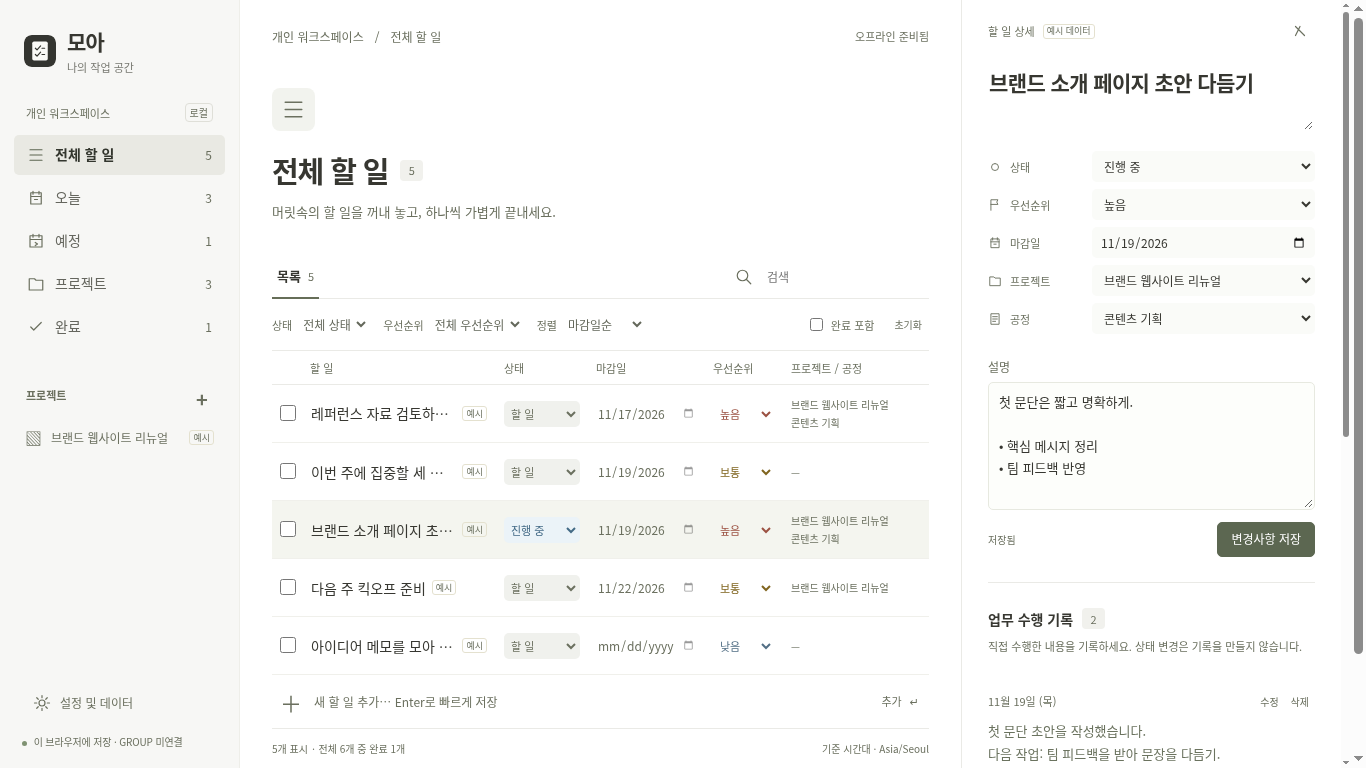 모아
나의 작업 공간
개인 워크스페이스 로컬
전체 할 일 5
오늘 3
예정 1
프로젝트 3
완료 1
프로젝트 +
브랜드 웹사이트 리뉴얼 예시
설정 및 데이터
이 브라우저에 저장 · GROUP 미연결
개인 워크스페이스 / 전체 할 일 오프라인 준비됨
전체 할 일 5
머릿속의 할 일을 꺼내 놓고, 하나씩 가볍게 끝내세요.
목록 5 검색
상태 전체 상태 우선순위 전체 우선순위 정렬 마감일순 완료 포함 초기화
할 일 상태 마감일 우선순위 프로젝트 / 공정
레퍼런스 자료 검토하… 예시 할 일 11/17/2026 높음 브랜드 웹사이트 리뉴얼
콘텐츠 기획
이번 주에 집중할 세 … 예시 할 일 11/19/2026 보통 —
브랜드 소개 페이지 초… 예시 진행 중 11/19/2026 높음 브랜드 웹사이트 리뉴얼
콘텐츠 기획
다음 주 킥오프 준비 예시 할 일 11/22/2026 보통 브랜드 웹사이트 리뉴얼
아이디어 메모를 모아 … 예시 할 일 mm/dd/yyyy 낮음 —
새 할 일 추가… Enter로 빠르게 저장 추가 ↵
5개 표시 · 전체 6개 중 완료 1개 기준 시간대 · Asia/Seoul
할 일 상세 예시 데이터
브랜드 소개 페이지 초안 다듬기
상태 진행 중
우선순위 높음
마감일 11/19/2026
프로젝트 브랜드 웹사이트 리뉴얼
공정 콘텐츠 기획
설명
첫 문단은 짧고 명확하게.
• 핵심 메시지 정리
• 팀 피드백 반영
저장됨 변경사항 저장
업무 수행 기록 2
직접 수행한 내용을 기록하세요. 상태 변경은 기록을 만들지 않습니다.
11월 19일 (목) 수정 삭제
첫 문단 초안을 작성했습니다.
다음 작업: 팀 피드백을 받아 문장을 다듬기.